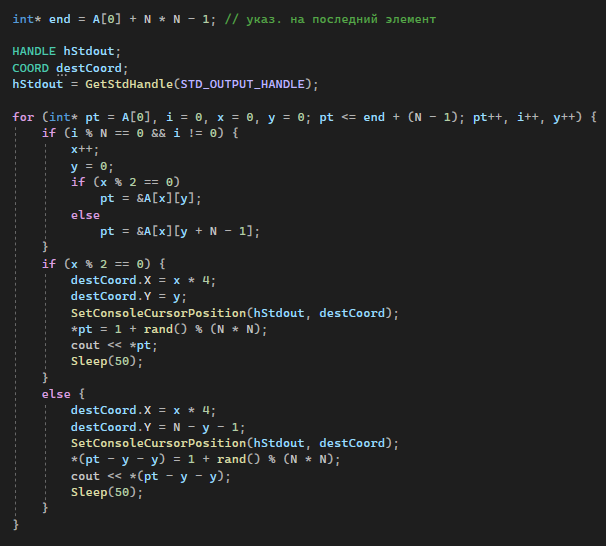 int* end = A[0] + N * N - 1; // указ. на последний элемент
HANDLE hStdout;
COORD destCoord;
hStdout = GetStdHandle(STD_OUTPUT_HANDLE);
for (int* pt = A[0], i = 0, x = 0, y = 0; pt <= end + (N - 1); pt++, i++, y++) {
if (i % N == 0 && i != 0) {
x++;
y = 0;
if (x % 2 == 0)
pt = &A[x][y];
else
pt = &A[x][y + N - 1];
}
if (x % 2 == 0) {
destCoord.X = x * 4;
destCoord.Y = y;
SetConsoleCursorPosition(hStdout, destCoord);
*pt = 1 + rand() % (N * N);
cout << *pt;
Sleep(50);
}
else {
destCoord.X = x * 4;
destCoord.Y = N - y - 1;
SetConsoleCursorPosition(hStdout, destCoord);
*(pt - y - y) = 1 + rand() % (N * N);
cout << *(pt - y - y);
Sleep(50);
}
}